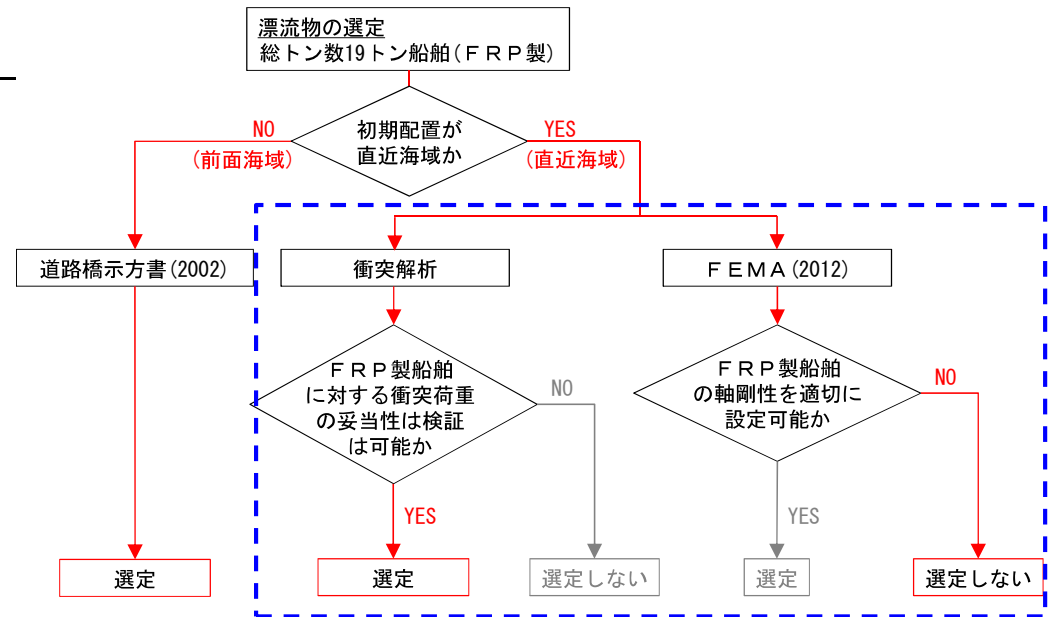 漂流物の選定
総トン数19トン船舶(ＦＲＰ製)
初期配置が
直近海域か
NO
(前面海域)
YES
(直近海域)
道路橋示方書(2002)
衝突解析
ＦＥＭＡ(2012)
ＦＲＰ製船舶
に対する衝突荷重
の妥当性は検証
は可能か
NO
YES
ＦＲＰ製船舶
の軸剛性を適切に
設定可能か
NO
YES
選定
選定
選定しない
選定
選定しない